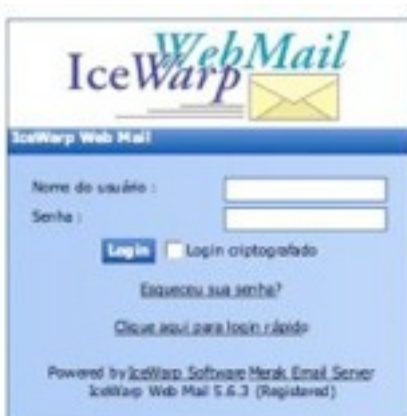 WebMail
IceWarp
IceWarp Web Mail
Nome do usuário :
Senha :
Login Login criptografado
Esqueceu sua senha?
Clique aqui para login rápido
Powered by IceWarp Software Merak Email Server
IceWarp Web Mail 5.6.3 (Registered)